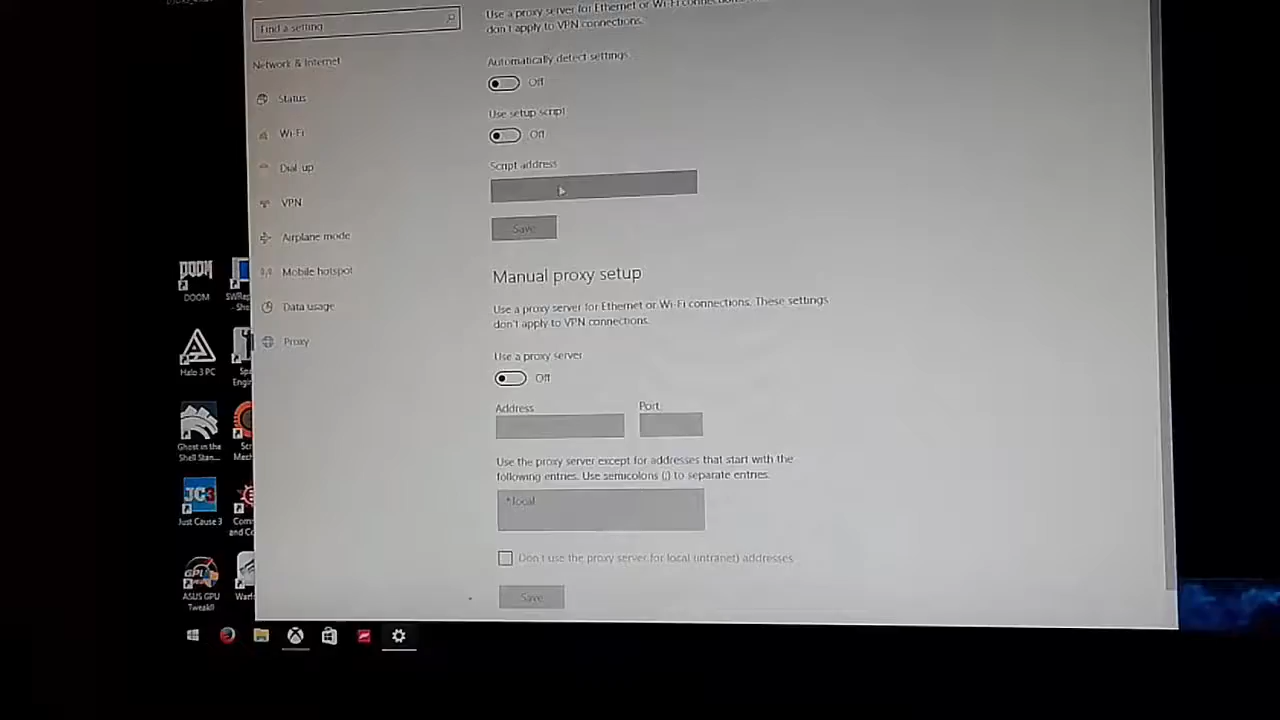 Use a proxy server for Ethernet or Wi-Fi connections.
don't apply to VPN connections.
Find a setting
Network & Internet
Automatically detect settings
Off
Status
Use setup script
Off
Wi-Fi
Script address
Dial-up
VPN
Save
Airplane mode
Mobile hotspot
Manual proxy setup
Data usage
Use a proxy server for Ethernet or Wi-Fi connections. These settings
don't apply to VPN connections.
Proxy
Use a proxy server
Off
Address
Port
Use the proxy server except for addresses that start with the
following entries. Use semicolons (;) to separate entries.
*.local
Don't use the proxy server for local (intranet) addresses
Save
DOOM
DOOM
Halo 3 PC
Ghost in the
Shell Stan...
JC3
Just Cause 3
GPU
ASUS GPU
TweakII